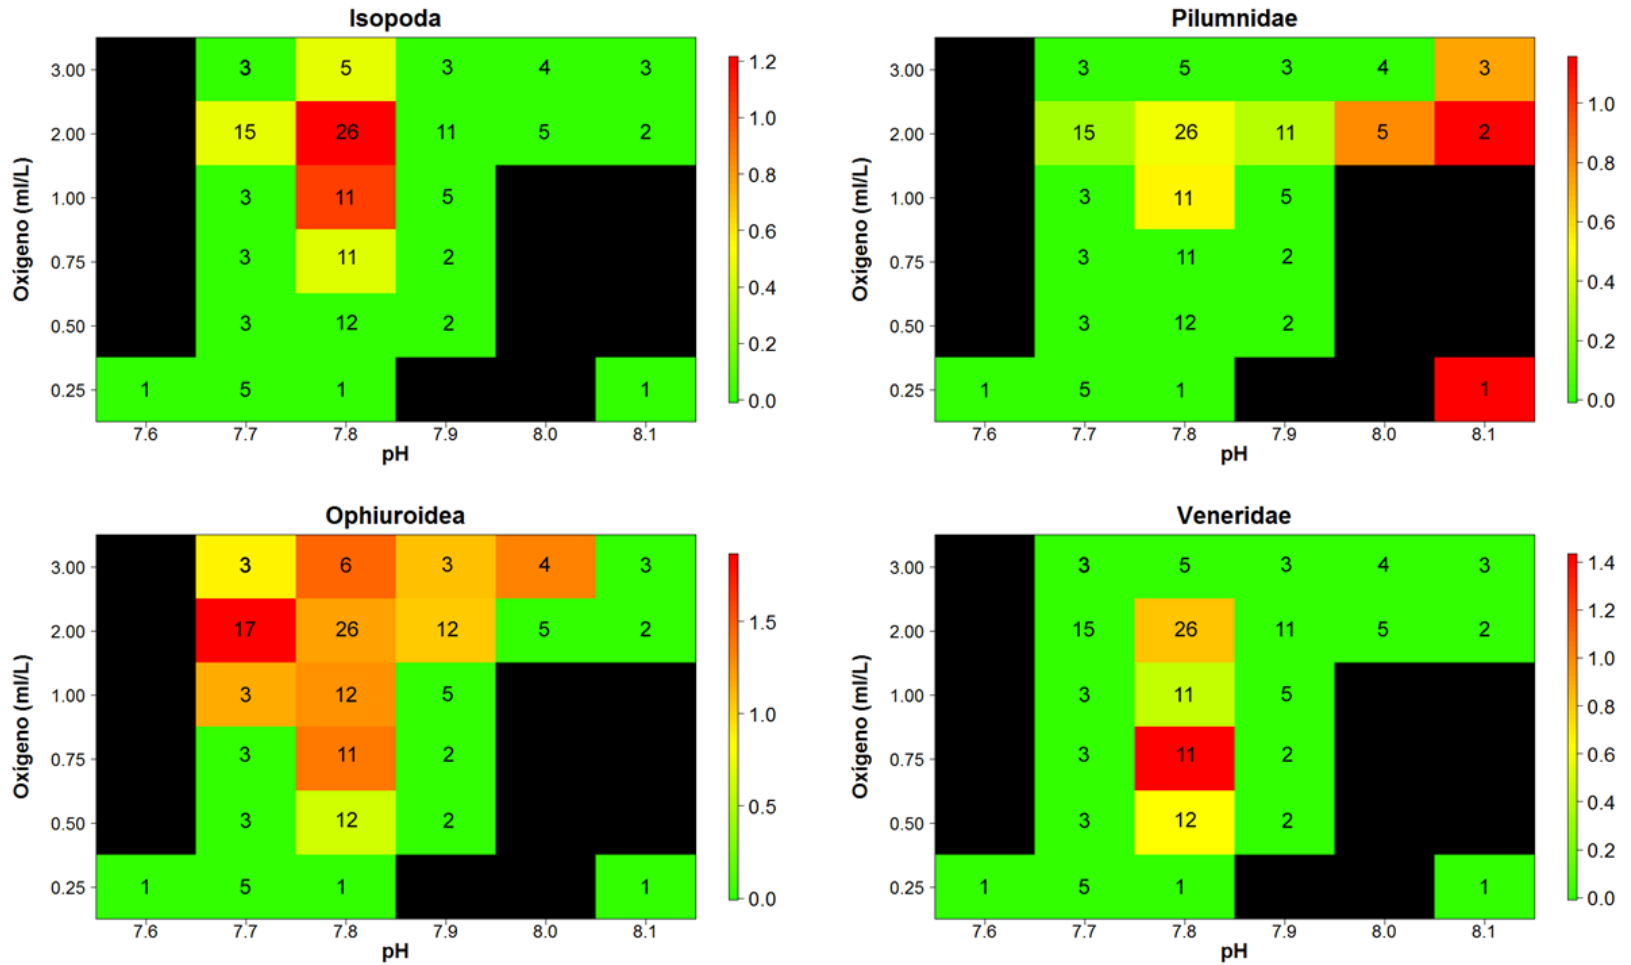 Isopoda
Oxígeno (ml/L)
3.00 3 5 3 4 3
2.00 15 26 11 5 2
1.00 3 11 5
0.75 3 11 2
0.50 3 12 2
0.25 1 5 1 1
7.6 7.7 7.8 7.9 8.0 8.1
pH
1.2
1.0
0.8
0.6
0.4
0.2
0.0
Pilumnidae
Oxígeno (ml/L)
3.00 3 5 3 4 3
2.00 15 26 11 5 2
1.00 3 11 5
0.75 3 11 2
0.50 3 12 2
0.25 1 5 1 1
7.6 7.7 7.8 7.9 8.0 8.1
pH
1.0
0.8
0.6
0.4
0.2
0.0
Ophiuroidea
Oxígeno (ml/L)
3.00 3 6 3 4 3
2.00 17 26 12 5 2
1.00 3 12 5
0.75 3 11 2
0.50 3 12 2
0.25 1 5 1 1
7.6 7.7 7.8 7.9 8.0 8.1
pH
1.5
1.0
0.5
0.0
Veneridae
Oxígeno (ml/L)
3.00 3 5 3 4 3
2.00 15 26 11 5 2
1.00 3 11 5
0.75 3 11 2
0.50 3 12 2
0.25 1 5 1 1
7.6 7.7 7.8 7.9 8.0 8.1
pH
1.4
1.2
1.0
0.8
0.6
0.4
0.2
0.0